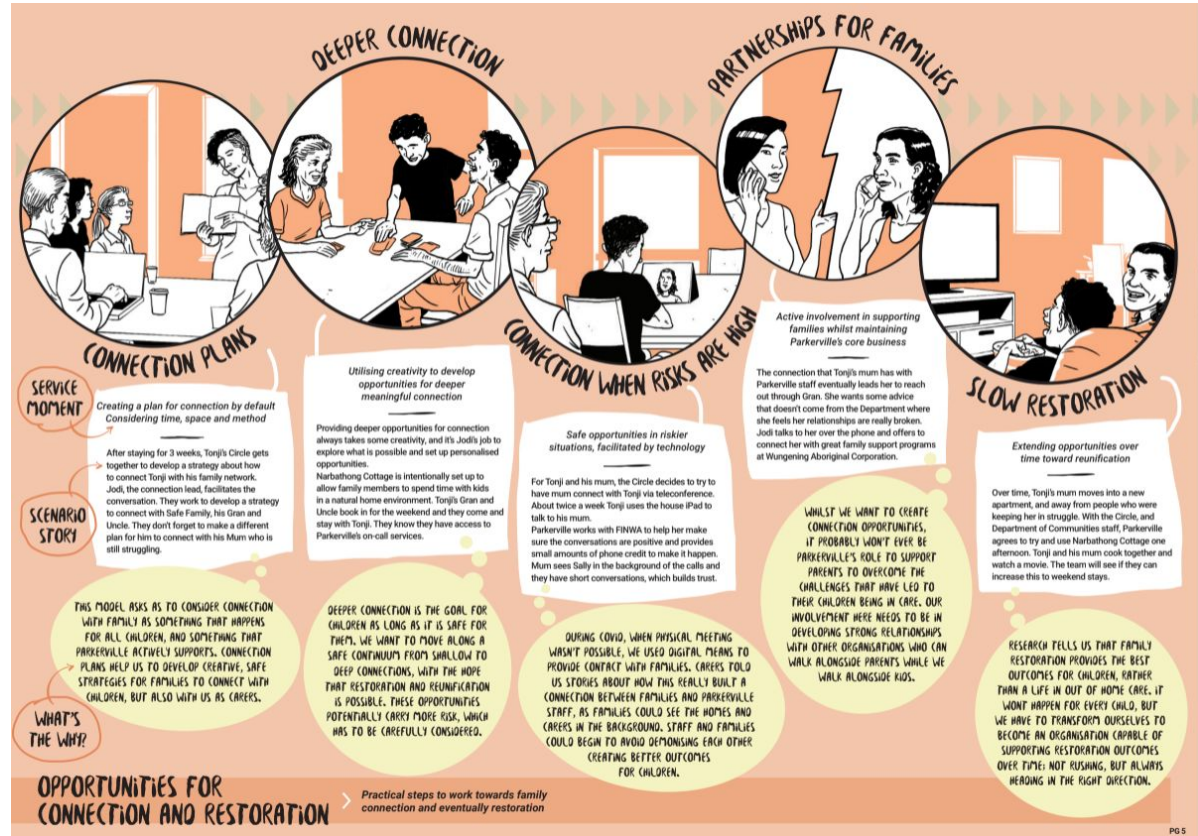 DEEPER CONNECTION
PARTNERSHIPS FOR FAMILIES
CONNECTION PLANS
CONNECTION WHEN RISKS ARE HIGH
SLOW RESTORATION
SERVICE
MOMENT
Creating a plan for connection by default
Considering time, space and method
SCENARIO
STORY
After staying for 3 weeks, Tonji's Circle gets
together to develop a strategy about how
to connect Tonji with his family network.
Jodi, the connection lead, facilitates the
conversation. They work to develop a strategy
to connect with Safe Family, his Gran and
Uncle. They don't forget to make a different
plan for him to connect with his Mum who is
still struggling.
WHAT'S
THE WHY?
THIS MODEL ASKS AS TO CONSIDER CONNECTION
WITH FAMILY AS SOMETHING THAT HAPPENS
FOR ALL CHILDREN, AND SOMETHING THAT
PARKERVILLE ACTIVELY SUPPORTS. CONNECTION
PLANS HELP US TO DEVELOP CREATIVE, SAFE
STRATEGIES FOR FAMILIES TO CONNECT WITH
CHILDREN, BUT ALSO WITH US AS CARERS.
Utilising creativity to develop
opportunities for deeper
meaningful connection
Providing deeper opportunities for connection
always takes some creativity, and it's Jodi's job to
explore what is possible and set up personalised
opportunities.
Narbathong Cottage is intentionally set up to
allow family members to spend time with kids
in a natural home environment. Tonji's Gran and
Uncle book in for the weekend and they come and
stay with Tonji. They know they have access to
Parkerville's on-call services.
DEEPER CONNECTION IS THE GOAL FOR
CHILDREN AS LONG AS IT IS SAFE FOR
THEM. WE WANT TO MOVE ALONG A
SAFE CONTINUUM FROM SHALLOW TO
DEEP CONNECTIONS, WITH THE HOPE
THAT RESTORATION AND REUNIFICATION
IS POSSIBLE. THESE OPPORTUNITIES
POTENTIALLY CARRY MORE RISK, WHICH
HAS TO BE CAREFULLY CONSIDERED.
Safe opportunities in riskier
situations, facilitated by technology
For Tonji and his mum, the Circle decides to try to
have mum connect with Tonji via teleconference.
About twice a week Tonji uses the house iPad to
talk to his mum.
Parkerville works with FINWA to help her make
sure the conversations are positive and provides
small amounts of phone credit to make it happen.
Mum sees Sally in the background of the calls and
they have short conversations, which builds trust.
DURING COVID, WHEN PHYSICAL MEETING
WASN'T POSSIBLE, WE USED DIGITAL MEANS TO
PROVIDE CONTACT WITH FAMILIES. CARERS TOLD
US STORIES ABOUT HOW THIS REALLY BUILT A
CONNECTION BETWEEN FAMILIES AND PARKERVILLE
STAFF, AS FAMILIES COULD SEE THE HOMES AND
CARERS IN THE BACKGROUND. STAFF AND FAMILIES
COULD BEGIN TO AVOID DEMONISING EACH OTHER
CREATING BETTER OUTCOMES
FOR CHILDREN.
Active involvement in supporting
families whilst maintaining
Parkerville's core business
The connection that Tonji's mum has with
Parkerville staff eventually leads her to reach
out through Gran. She wants some advice
that doesn't come from the Department where
she feels her relationships are really broken.
Jodi talks to her over the phone and offers to
connect her with great family support programs
at Wungening Aboriginal Corporation.
WHILST WE WANT TO CREATE
CONNECTION OPPORTUNITIES,
IT PROBABLY WON'T EVER BE
PARKERVILLE'S ROLE TO SUPPORT
PARENTS TO OVERCOME THE
CHALLENGES THAT HAVE LED TO
THEIR CHILDREN BEING IN CARE. OUR
INVOLVEMENT HERE NEEDS TO BE IN
DEVELOPING STRONG RELATIONSHIPS
WITH OTHER ORGANISATIONS WHO CAN
WALK ALONGSIDE PARENTS WHILE WE
WALK ALONGSIDE KIDS.
Extending opportunities over
time toward reunification
Over time, Tonji's mum moves into a new
apartment, and away from people who were
keeping her in struggle. With the Circle, and
Department of Communities staff, Parkerville
agrees to try and use Narbathong Cottage one
afternoon. Tonji and his mum cook together and
watch a movie. The team will see if they can
increase this to weekend stays.
RESEARCH TELLS US THAT FAMILY
RESTORATION PROVIDES THE BEST
OUTCOMES FOR CHILDREN, RATHER
THAN A LIFE IN OUT OF HOME CARE. IT
WONT HAPPEN FOR EVERY CHILD, BUT
WE HAVE TO TRANSFORM OURSELVES TO
BECOME AN ORGANISATION CAPABLE OF
SUPPORTING RESTORATION OUTCOMES
OVER TIME; NOT RUSHING, BUT ALWAYS
HEADING IN THE RIGHT DIRECTION.
OPPORTUNITIES FOR
CONNECTION AND RESTORATION
Practical steps to work towards family
connection and eventually restoration
PG 5